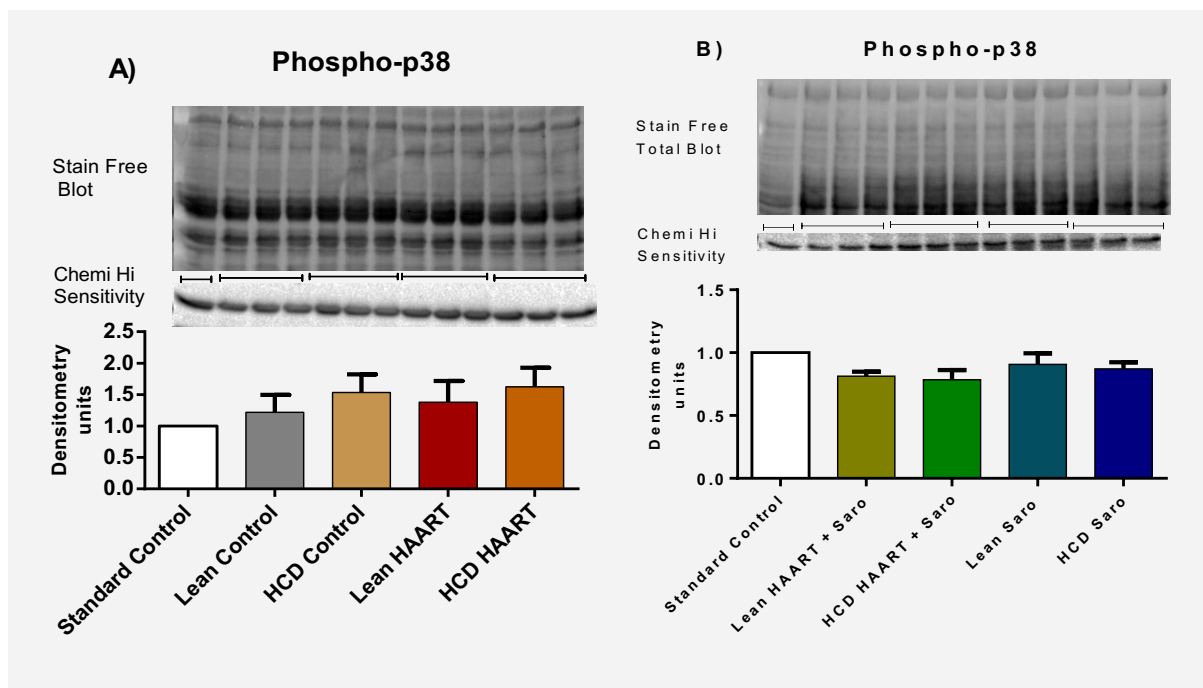 A)
Phospho-p38
Stain Free
Blot
Chemi Hi
Sensitivity
Densitometry
units
2.5
2.0
1.5
1.0
0.5
0.0
Standard Control
Lean Control
HCD Control
Lean HAART
HCD HAART
B)
Phospho-p38
Stain Free
Total Blot
Chemi Hi
Sensitivity
Densitometry
units
1.5
1.0
0.5
0.0
Standard Control
Lean HAART + Saro
HCD HAART + Saro
Lean Saro
HCD Saro